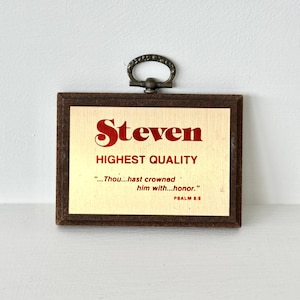 Steven
HIGHEST QUALITY
"...Thou...hast crowned
him with...honor."
PSALM 8:5